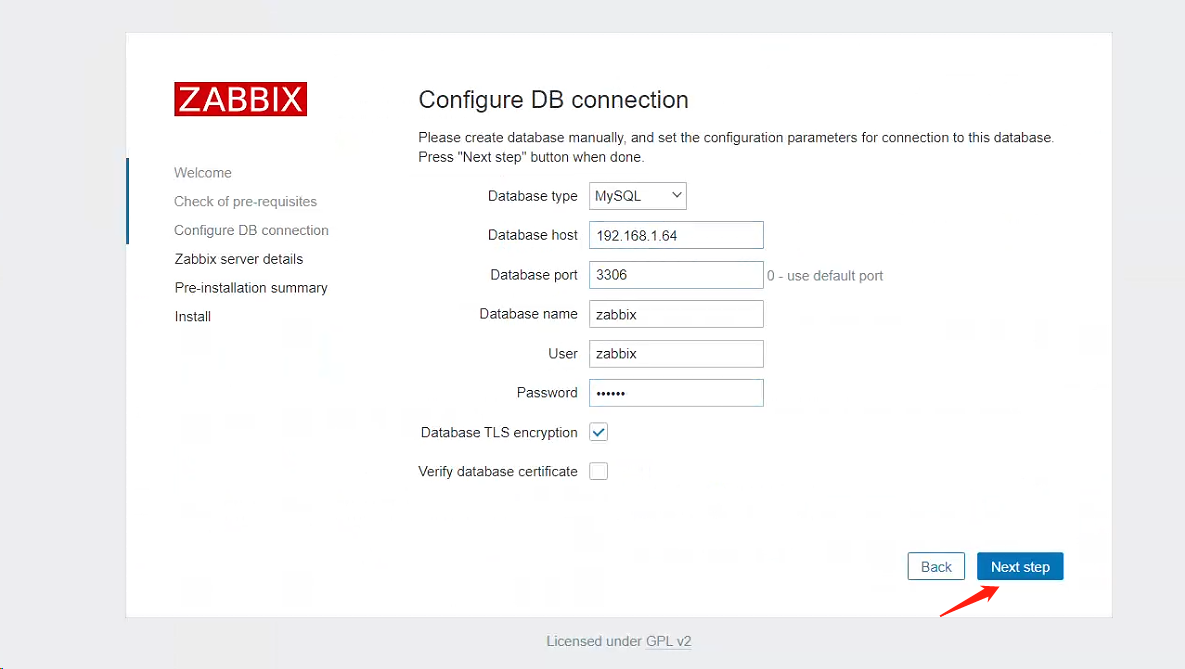 ZABBIX
Welcome
Check of pre-requisites
Configure DB connection
Zabbix server details
Pre-installation summary
Install
Configure DB connection
Please create database manually, and set the configuration parameters for connection to this database.
Press "Next step" button when done.
Database type MySQL
Database host 192.168.1.64
Database port 3306 0 - use default port
Database name zabbix
User zabbix
Password ••••••
Database TLS encryption
Verify database certificate
Back Next step
Licensed under GPL v2